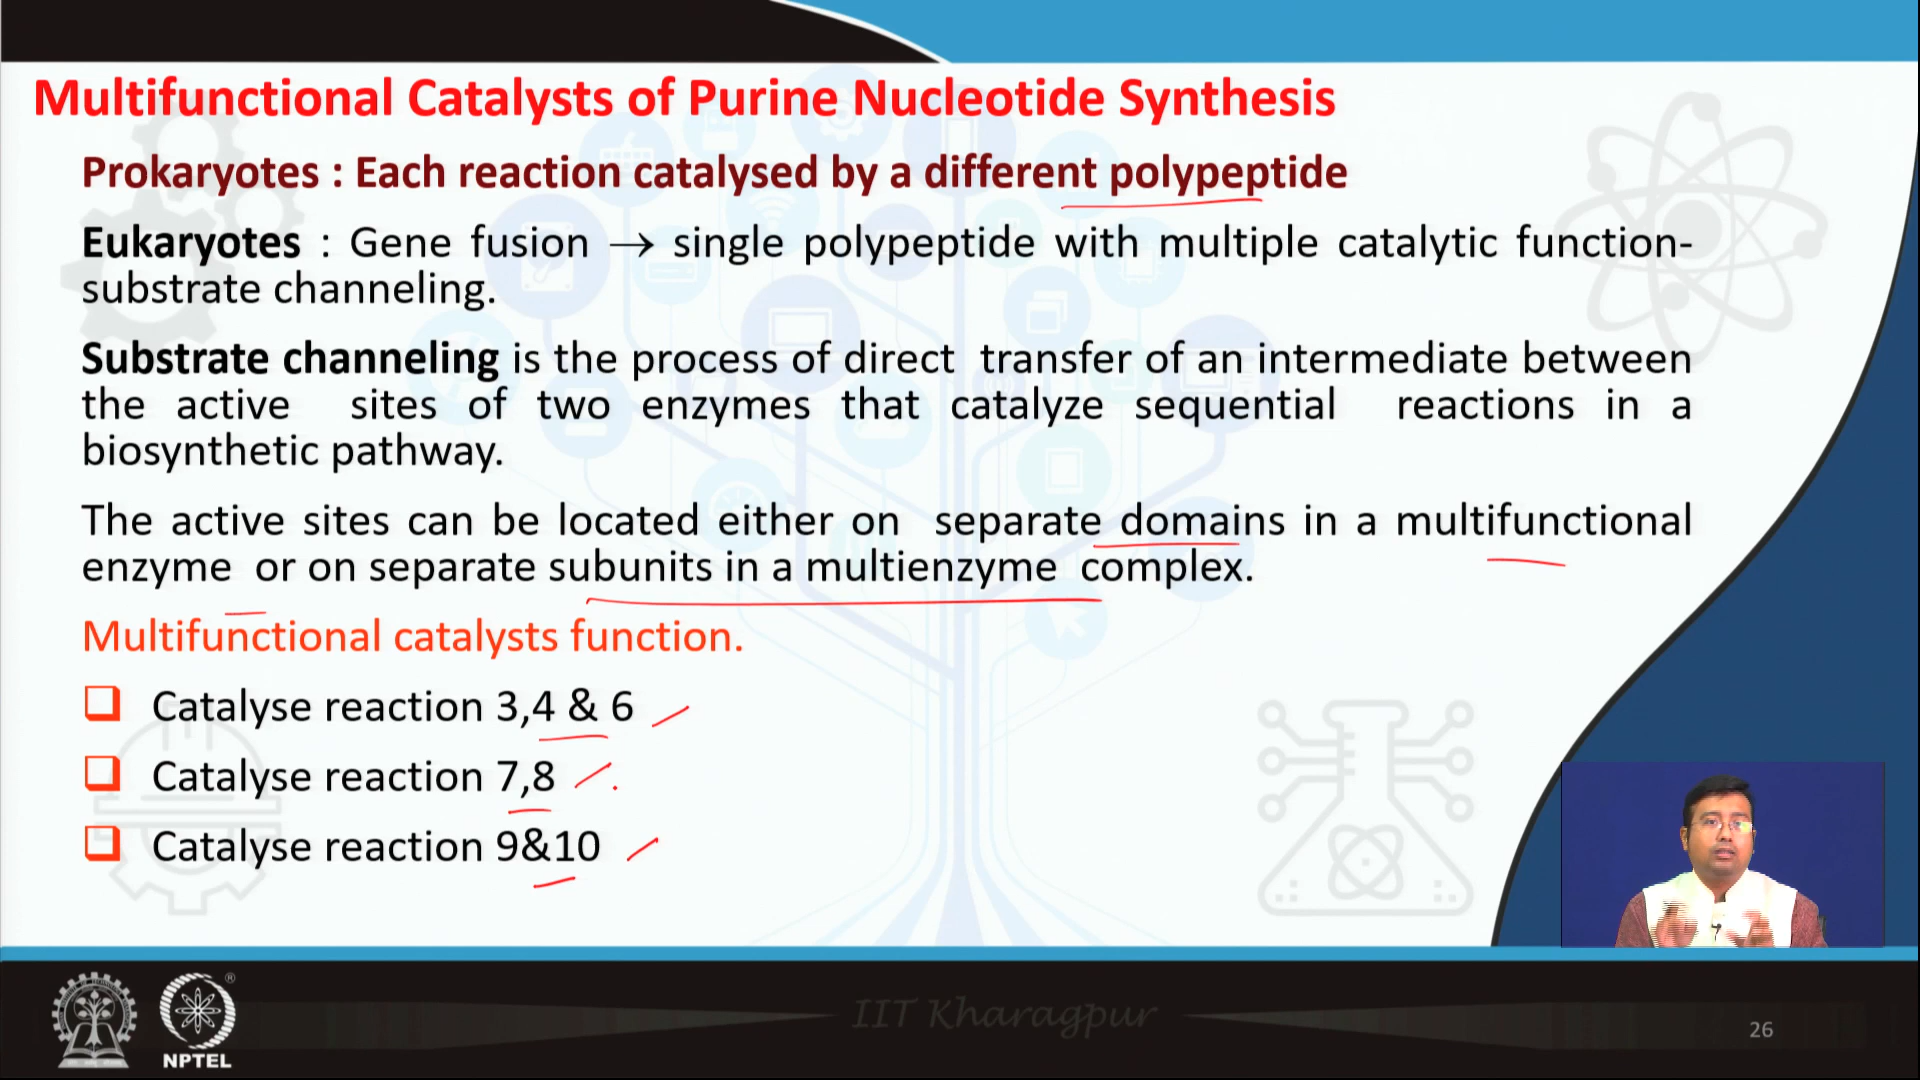 Multifunctional Catalysts of Purine Nucleotide Synthesis
Prokaryotes : Each reaction catalysed by a different polypeptide
Eukaryotes : Gene fusion → single polypeptide with multiple catalytic function-
substrate channeling.
Substrate channeling is the process of direct transfer of an intermediate between
the active sites of two enzymes that catalyze sequential reactions in a
biosynthetic pathway.
The active sites can be located either on separate domains in a multifunctional
enzyme or on separate subunits in a multienzyme complex.
Multifunctional catalysts function.
❑ Catalyse reaction 3,4 & 6
❑ Catalyse reaction 7,8
❑ Catalyse reaction 9&10
IIT Kharagpur
26
®
NPTEL